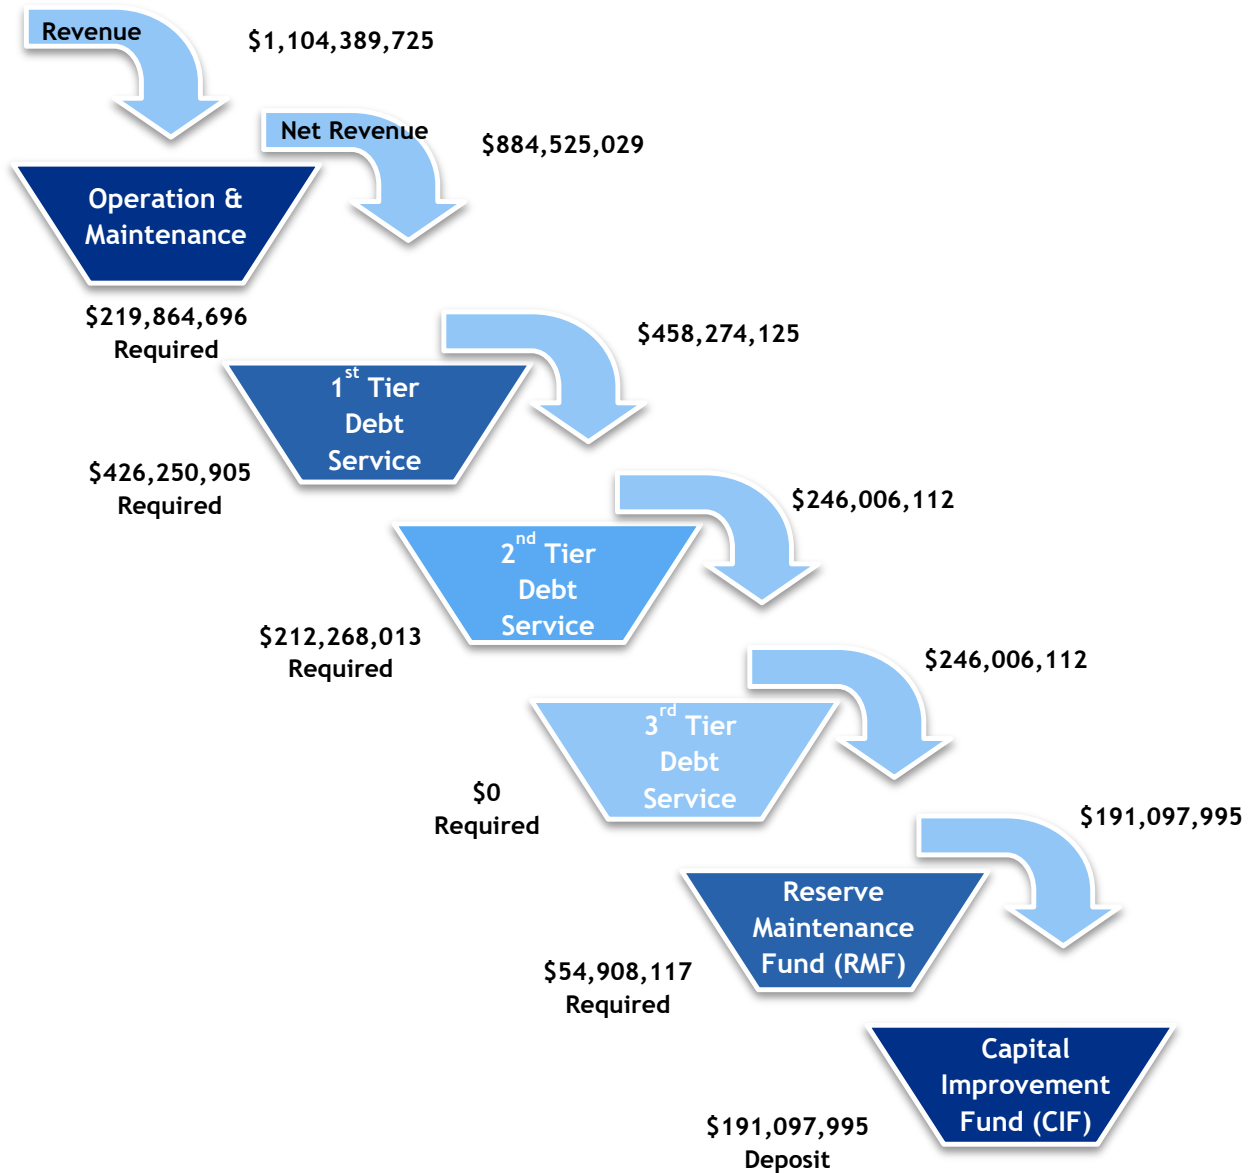 Revenue
$1,104,389,725
Net Revenue
$884,525,029
Operation &
Maintenance
$219,864,696
Required
$458,274,125
1st Tier
Debt
Service
$426,250,905
Required
$246,006,112
2nd Tier
Debt
Service
$212,268,013
Required
$246,006,112
3rd Tier
Debt
Service
$0
Required
$191,097,995
Reserve
Maintenance
Fund (RMF)
$54,908,117
Required
Capital
Improvement
Fund (CIF)
$191,097,995
Deposit